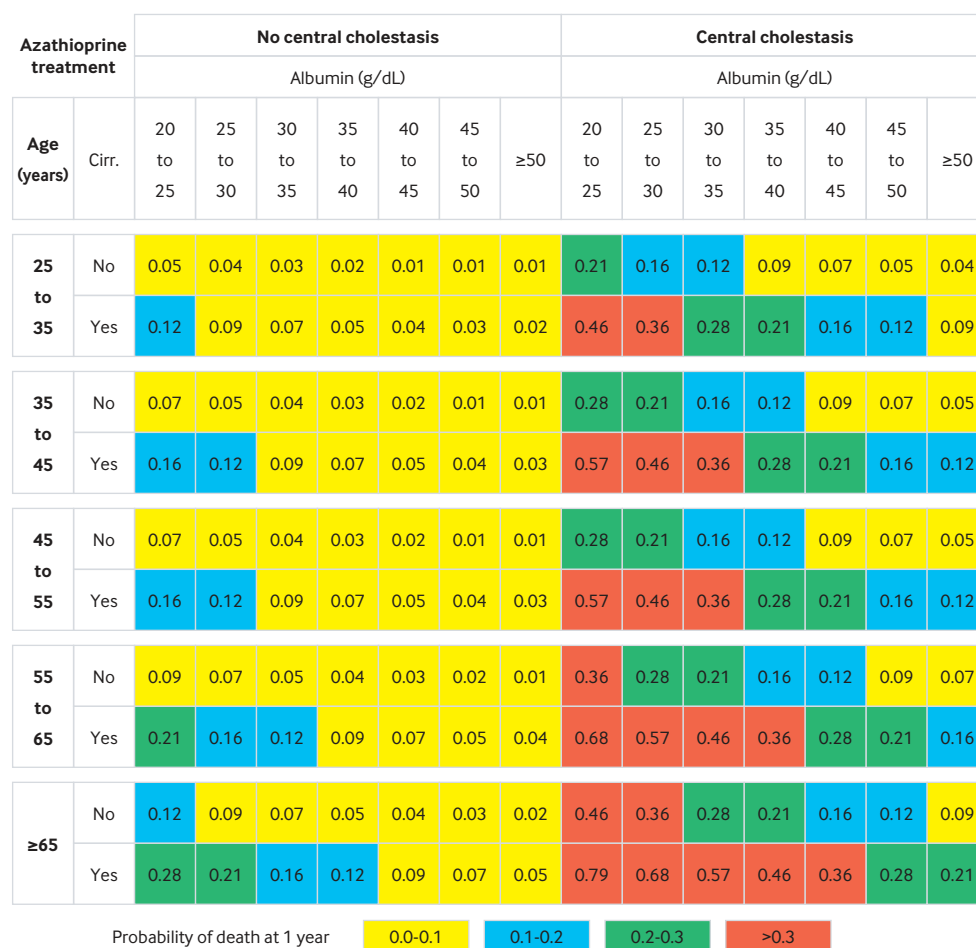 Azathioprine treatment No central cholestasis Central cholestasis
Albumin (g/dL) Albumin (g/dL)
Age (years) Cirr. 20 to 25 25 to 30 30 to 35 35 to 40 40 to 45 45 to 50 ≥50 20 to 25 25 to 30 30 to 35 35 to 40 40 to 45 45 to 50 ≥50
25 to 35
No 0.05 0.04 0.03 0.02 0.01 0.01 0.01 0.21 0.16 0.12 0.09 0.07 0.05 0.04
Yes 0.12 0.09 0.07 0.05 0.04 0.03 0.02 0.46 0.36 0.28 0.21 0.16 0.12 0.09
35 to 45
No 0.07 0.05 0.04 0.03 0.02 0.01 0.01 0.28 0.21 0.16 0.12 0.09 0.07 0.05
Yes 0.16 0.12 0.09 0.07 0.05 0.04 0.03 0.57 0.46 0.36 0.28 0.21 0.16 0.12
45 to 55
No 0.07 0.05 0.04 0.03 0.02 0.01 0.01 0.28 0.21 0.16 0.12 0.09 0.07 0.05
Yes 0.16 0.12 0.09 0.07 0.05 0.04 0.03 0.57 0.46 0.36 0.28 0.21 0.16 0.12
55 to 65
No 0.09 0.07 0.05 0.04 0.03 0.02 0.01 0.36 0.28 0.21 0.16 0.12 0.09 0.07
Yes 0.21 0.16 0.12 0.09 0.07 0.05 0.04 0.68 0.57 0.46 0.36 0.28 0.21 0.16
≥65
No 0.12 0.09 0.07 0.05 0.04 0.03 0.02 0.46 0.36 0.28 0.21 0.16 0.12 0.09
Yes 0.28 0.21 0.16 0.12 0.09 0.07 0.05 0.79 0.68 0.57 0.46 0.36 0.28 0.21
Probability of death at 1 year 0.0-0.1 0.1-0.2 0.2-0.3 >0.3